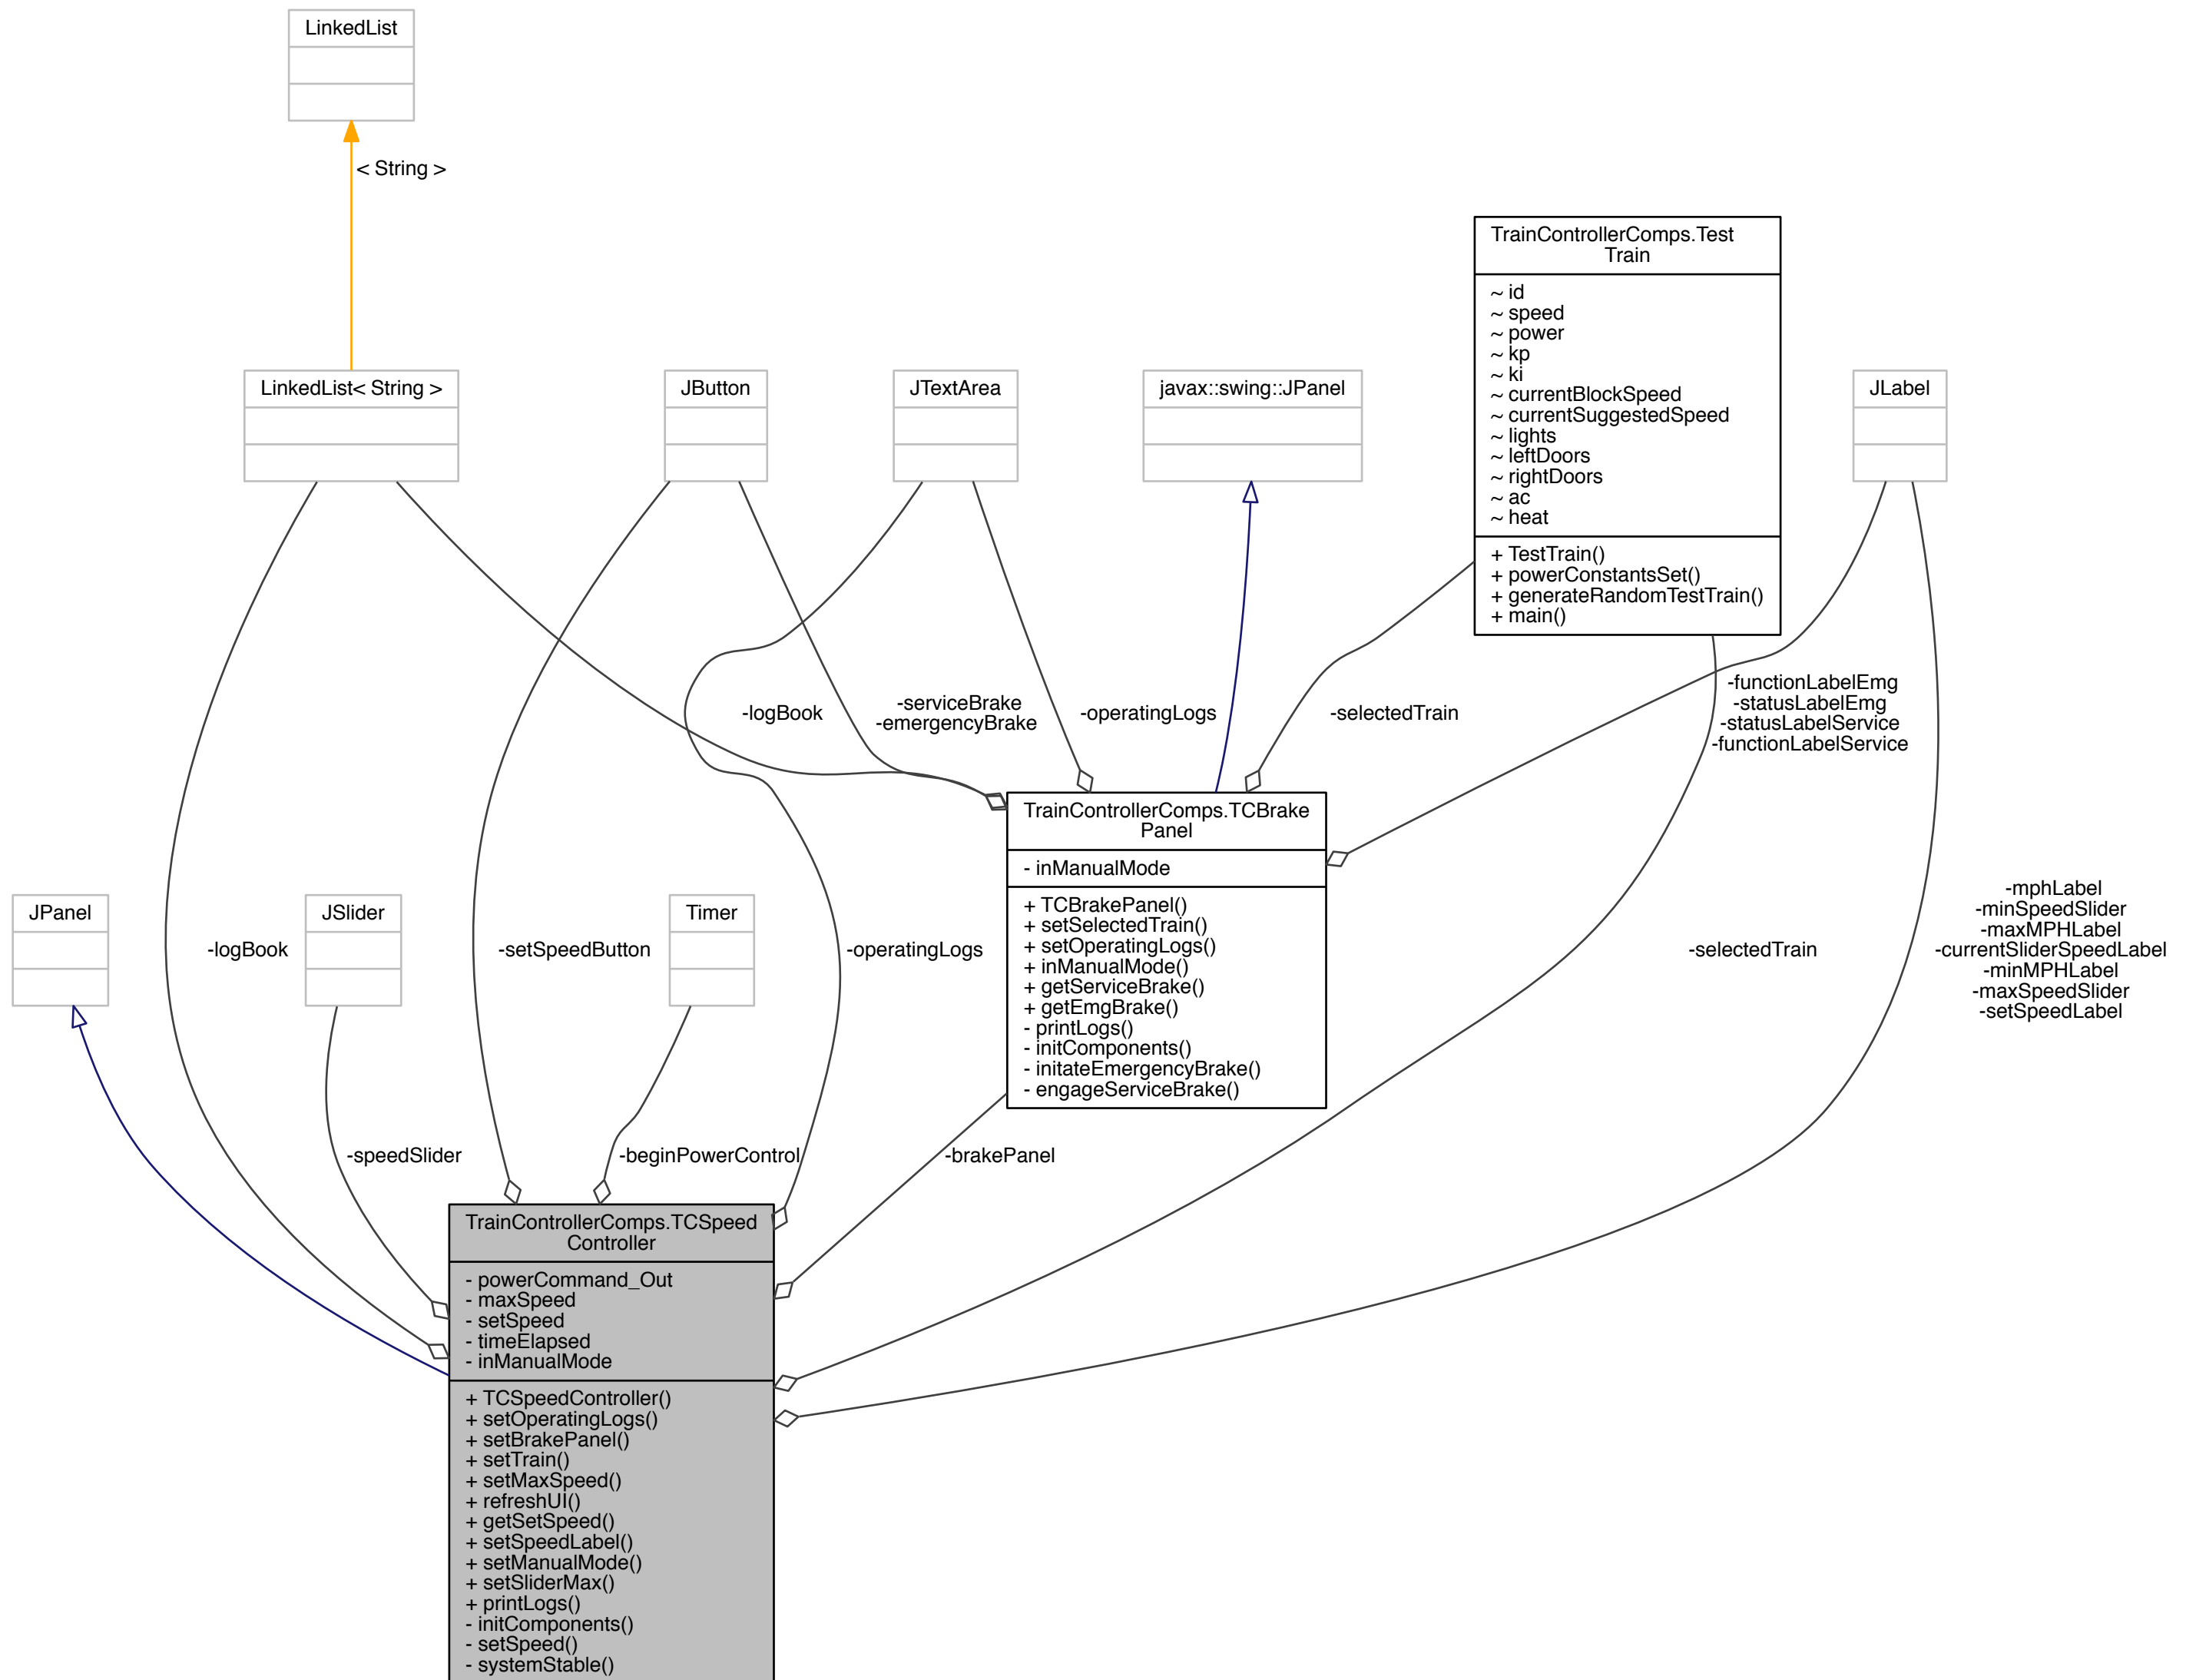 LinkedList
< String >
TrainControllerComps.Test
Train
~ id
~ speed
~ power
~ kp
~ ki
~ currentBlockSpeed
~ currentSuggestedSpeed
~ lights
~ leftDoors
~ rightDoors
~ ac
~ heat
+ TestTrain()
+ powerConstantsSet()
+ generateRandomTestTrain()
+ main()
LinkedList< String >
JButton
JTextArea
javax::swing::JPanel
JLabel
-logBook
-serviceBrake
-emergencyBrake
-operatingLogs
-selectedTrain
-functionLabelEmg
-statusLabelEmg
-statusLabelService
-functionLabelService
TrainControllerComps.TCBrake
Panel
- inManualMode
+ TCBrakePanel()
+ setSelectedTrain()
+ setOperatingLogs()
+ inManualMode()
+ getServiceBrake()
+ getEmgBrake()
- printLogs()
- initComponents()
- initateEmergencyBrake()
- engageServiceBrake()
JPanel
-logBook
JSlider
-setSpeedButton
Timer
-operatingLogs
-selectedTrain
-mphLabel
-minSpeedSlider
-maxMPHLabel
-currentSliderSpeedLabel
-minMPHLabel
-maxSpeedSlider
-setSpeedLabel
-speedSlider
-beginPowerControl
-brakePanel
TrainControllerComps.TCSpeed
Controller
- powerCommand_Out
- maxSpeed
- setSpeed
- timeElapsed
- inManualMode
+ TCSpeedController()
+ setOperatingLogs()
+ setBrakePanel()
+ setTrain()
+ setMaxSpeed()
+ refreshUI()
+ getSetSpeed()
+ setSpeedLabel()
+ setManualMode()
+ setSliderMax()
+ printLogs()
- initComponents()
- setSpeed()
- systemStable()